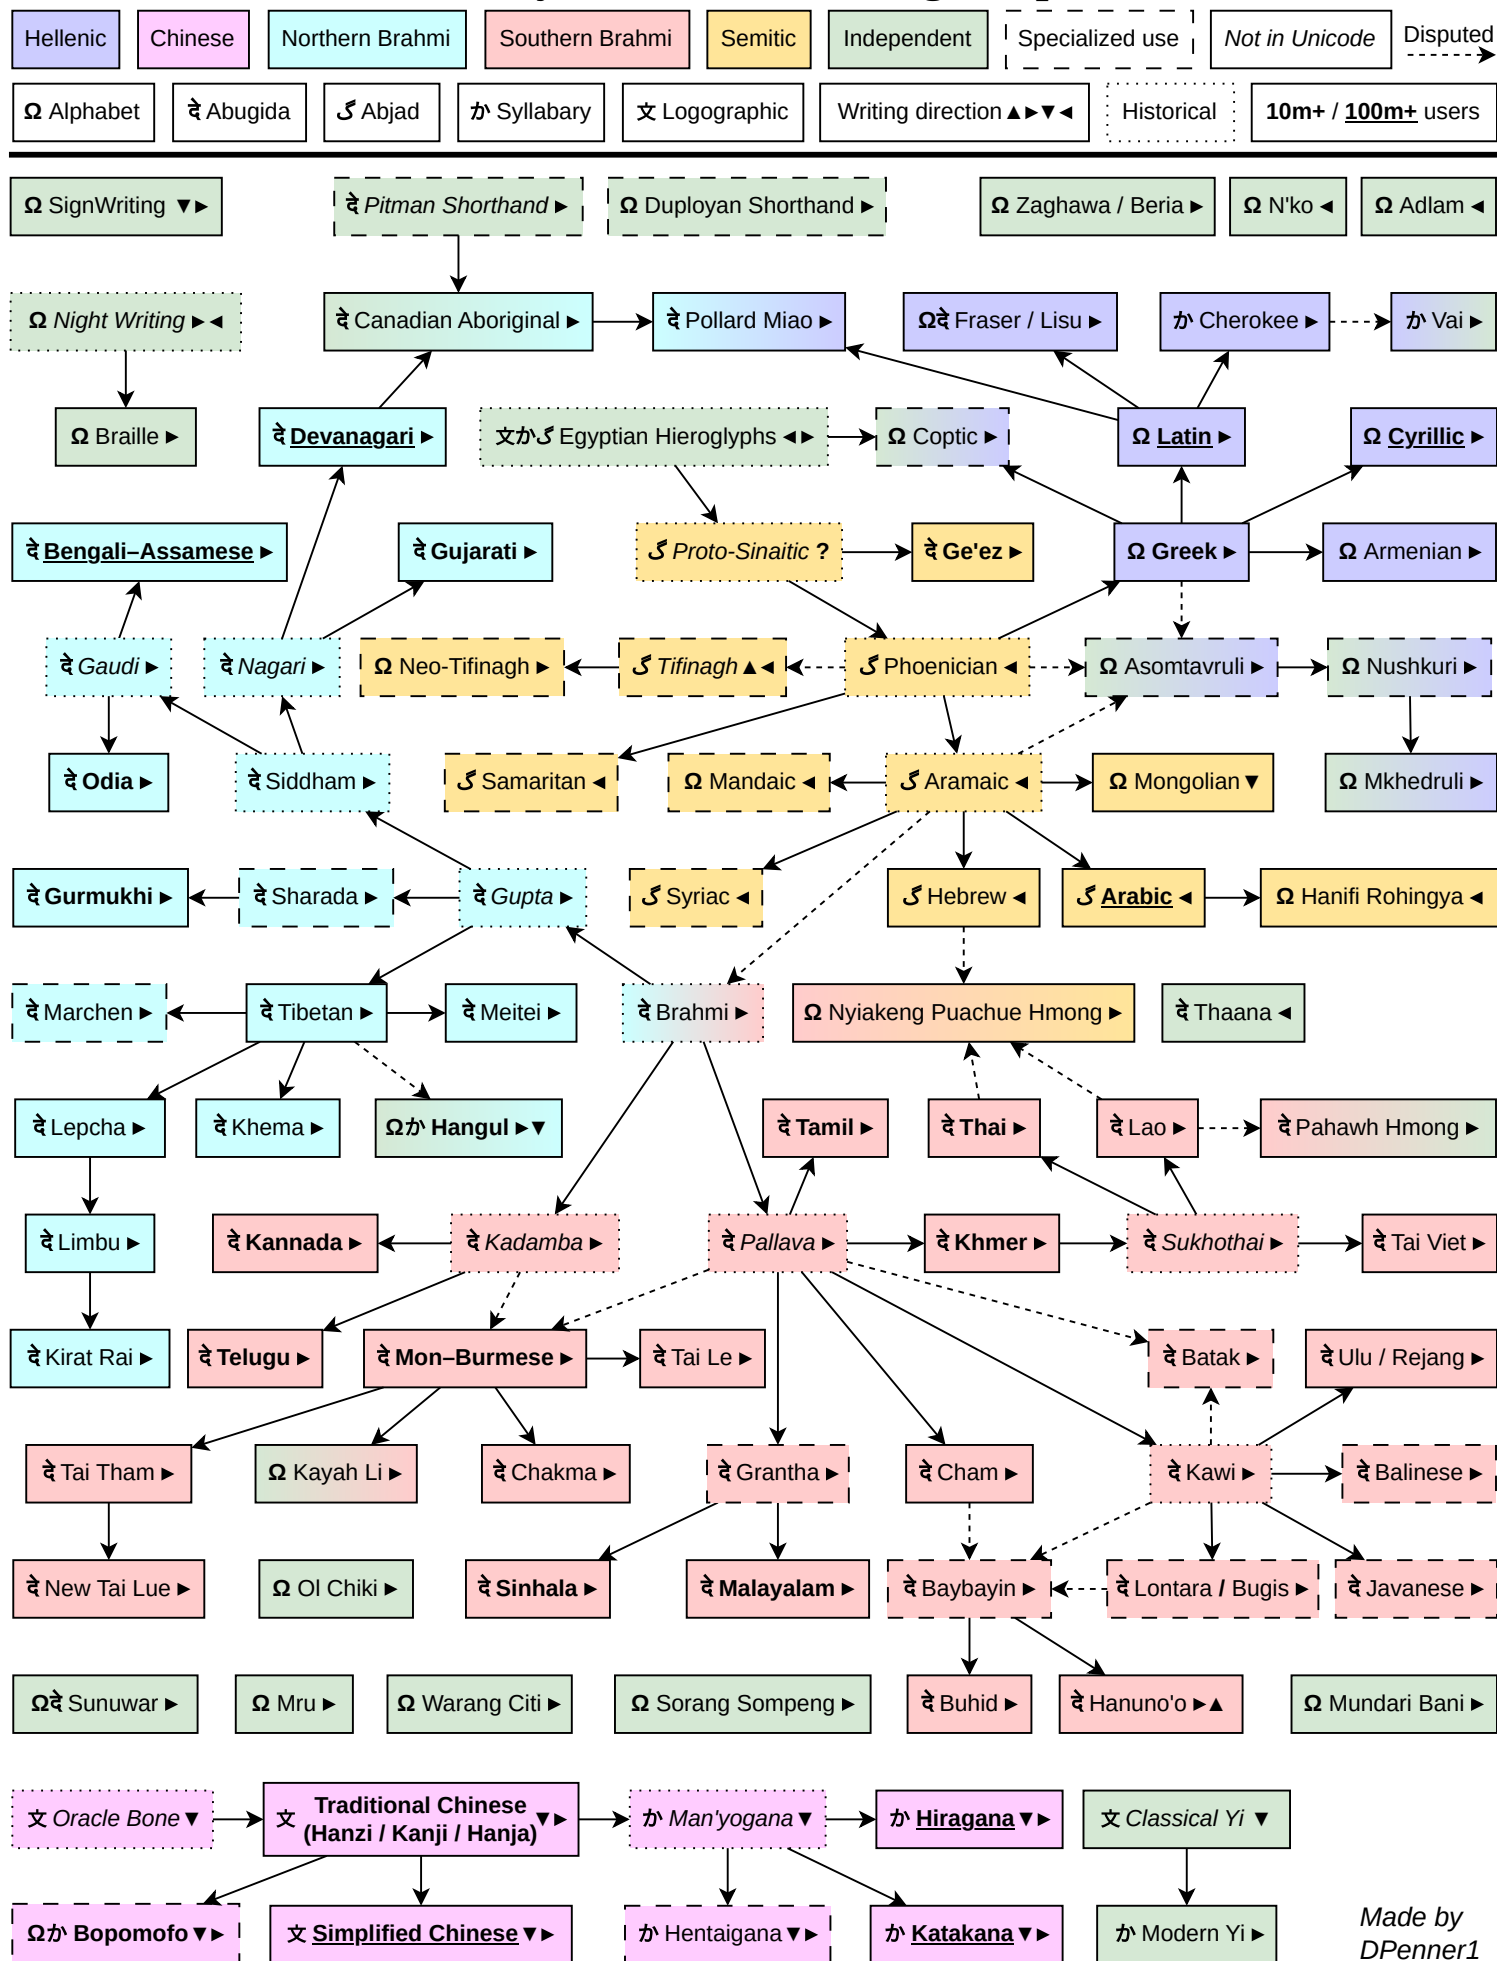 Hellenic
Chinese
Northern Brahmi
Southern Brahmi
Semitic
Independent
Specialized use
Not in Unicode
Disputed
Ω Alphabet
दे Abugida
گ Abjad
か Syllabary
文 Logographic
Writing direction ▲►▼◄
Historical
10m+ / 100m+ users
Ω SignWriting ▼►
दे Pitman Shorthand ►
Ω Duployan Shorthand ►
Ω Zaghawa / Beria ►
Ω N'ko ◄
Ω Adlam ◄
Ω Night Writing ►◄
दे Canadian Aboriginal ►
दे Pollard Miao ►
Ωदे Fraser / Lisu ►
か Cherokee ►
か Vai ►
Ω Braille ►
दे Devanagari ►
文かگ Egyptian Hieroglyphs ◄►
Ω Coptic ►
Ω Latin ►
Ω Cyrillic ►
दे Bengali–Assamese ►
दे Gujarati ►
گ Proto-Sinaitic ?
दे Ge'ez ►
Ω Greek ►
Ω Armenian ►
दे Gaudi ►
दे Nagari ►
Ω Neo-Tifinagh ►
گ Tifinagh ▲◄
گ Phoenician ◄
Ω Asomtavruli ►
Ω Nushkuri ►
दे Odia ►
दे Siddham ►
گ Samaritan ◄
Ω Mandaic ◄
گ Aramaic ◄
Ω Mongolian ▼
Ω Mkhedruli ►
दे Gurmukhi ►
दे Sharada ►
दे Gupta ►
گ Syriac ◄
گ Hebrew ◄
گ Arabic ◄
Ω Hanifi Rohingya ◄
दे Marchen ►
दे Tibetan ►
दे Meitei ►
दे Brahmi ►
Ω Nyiakeng Puachue Hmong ►
दे Thaana ◄
दे Lepcha ►
दे Khema ►
Ωか Hangul ►▼
दे Tamil ►
दे Thai ►
दे Lao ►
दे Pahawh Hmong ►
दे Limbu ►
दे Kannada ►
दे Kadamba ►
दे Pallava ►
दे Khmer ►
दे Sukhothai ►
दे Tai Viet ►
दे Kirat Rai ►
दे Telugu ►
दे Mon–Burmese ►
दे Tai Le ►
दे Batak ►
दे Ulu / Rejang ►
दे Tai Tham ►
Ω Kayah Li ►
दे Chakma ►
दे Grantha ►
दे Cham ►
दे Kawi ►
दे Balinese ►
दे New Tai Lue ►
Ω Ol Chiki ►
दे Sinhala ►
दे Malayalam ►
दे Baybayin ►
दे Lontara / Bugis ►
दे Javanese ►
Ωदे Sunuwar ►
Ω Mru ►
Ω Warang Citi ►
Ω Sorang Sompeng ►
दे Buhid ►
दे Hanuno'o ►▲
Ω Mundari Bani ►
文 Oracle Bone ▼
文 Traditional Chinese ▼►
(Hanzi / Kanji / Hanja)
か Man'yogana ▼
か Hiragana ▼►
文 Classical Yi ▼
Ωか Bopomofo ▼►
文 Simplified Chinese ▼►
か Hentaigana ▼►
か Katakana ▼►
か Modern Yi ►
Made by
DPenner1